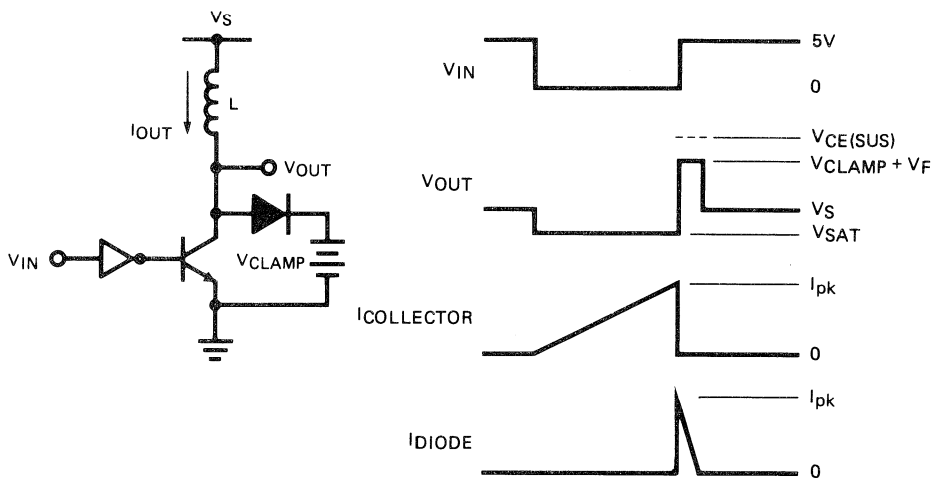 VS
L
IOUT
VOUT
VIN
VCLAMP
VIN
5V
0
VCE(SUS)
VCLAMP + VF
VOUT
VS
VSAT
ICOLLECTOR
Ipk
0
IDIODE
Ipk
0